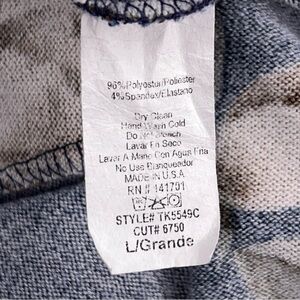 96% Polyester/Poliester
4% Spandex/Elastano
Dry Clean
Hand Wash Cold
Do Not Bleach
Lavar En Seco
Lavar A Mano Con Agua Fria
No Use Blanqueador
MADE IN U.S.A
RN # 141701
STYLE# TK5549C
CUT# 6750
L/Grande